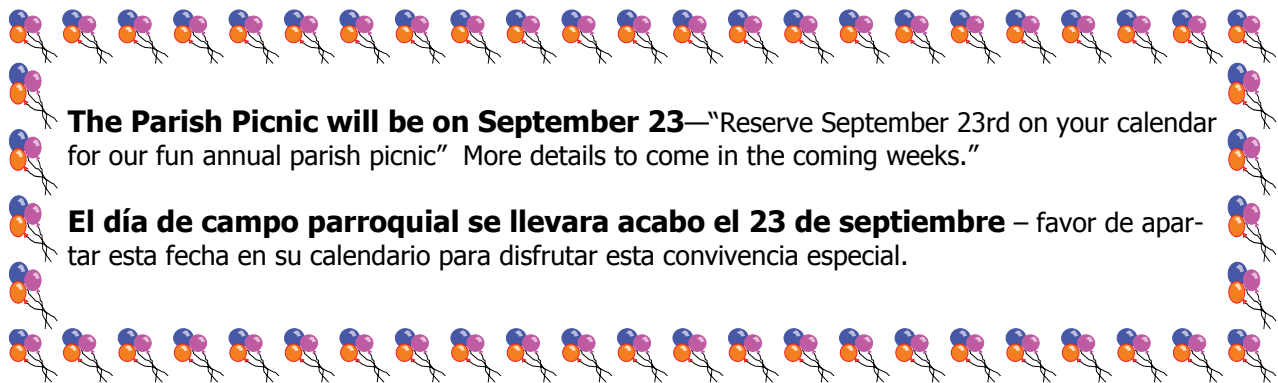 The Parish Picnic will be on September 23—“Reserve September 23rd on your calendar
for our fun annual parish picnic”  More details to come in the coming weeks.”
El día de campo parroquial se llevara acabo el 23 de septiembre – favor de apar-
tar esta fecha en su calendario para disfrutar esta convivencia especial.